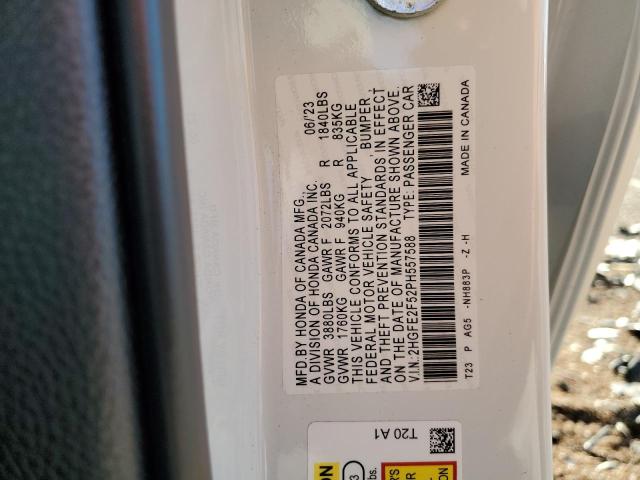 MFD BY HONDA OF CANADA MFG., 06/'23
A DIVISION OF HONDA CANADA INC.
GVWR 3880LBS GAWR F 2072LBS R 1840LBS
GVWR 1760KG GAWR F 940KG R 835KG
THIS VEHICLE CONFORMS TO ALL APPLICABLE
FEDERAL MOTOR VEHICLE SAFETY , BUMPER ,
AND THEFT PREVENTION STANDARDS IN EFFECT
ON THE DATE OF MANUFACTURE SHOWN ABOVE.
V.I.N.:2HGFE2F52PH557588 TYPE: PASSENGER CAR
T23 P AG5 -NH883P -Z -H MADE IN CANADA
T20 A1